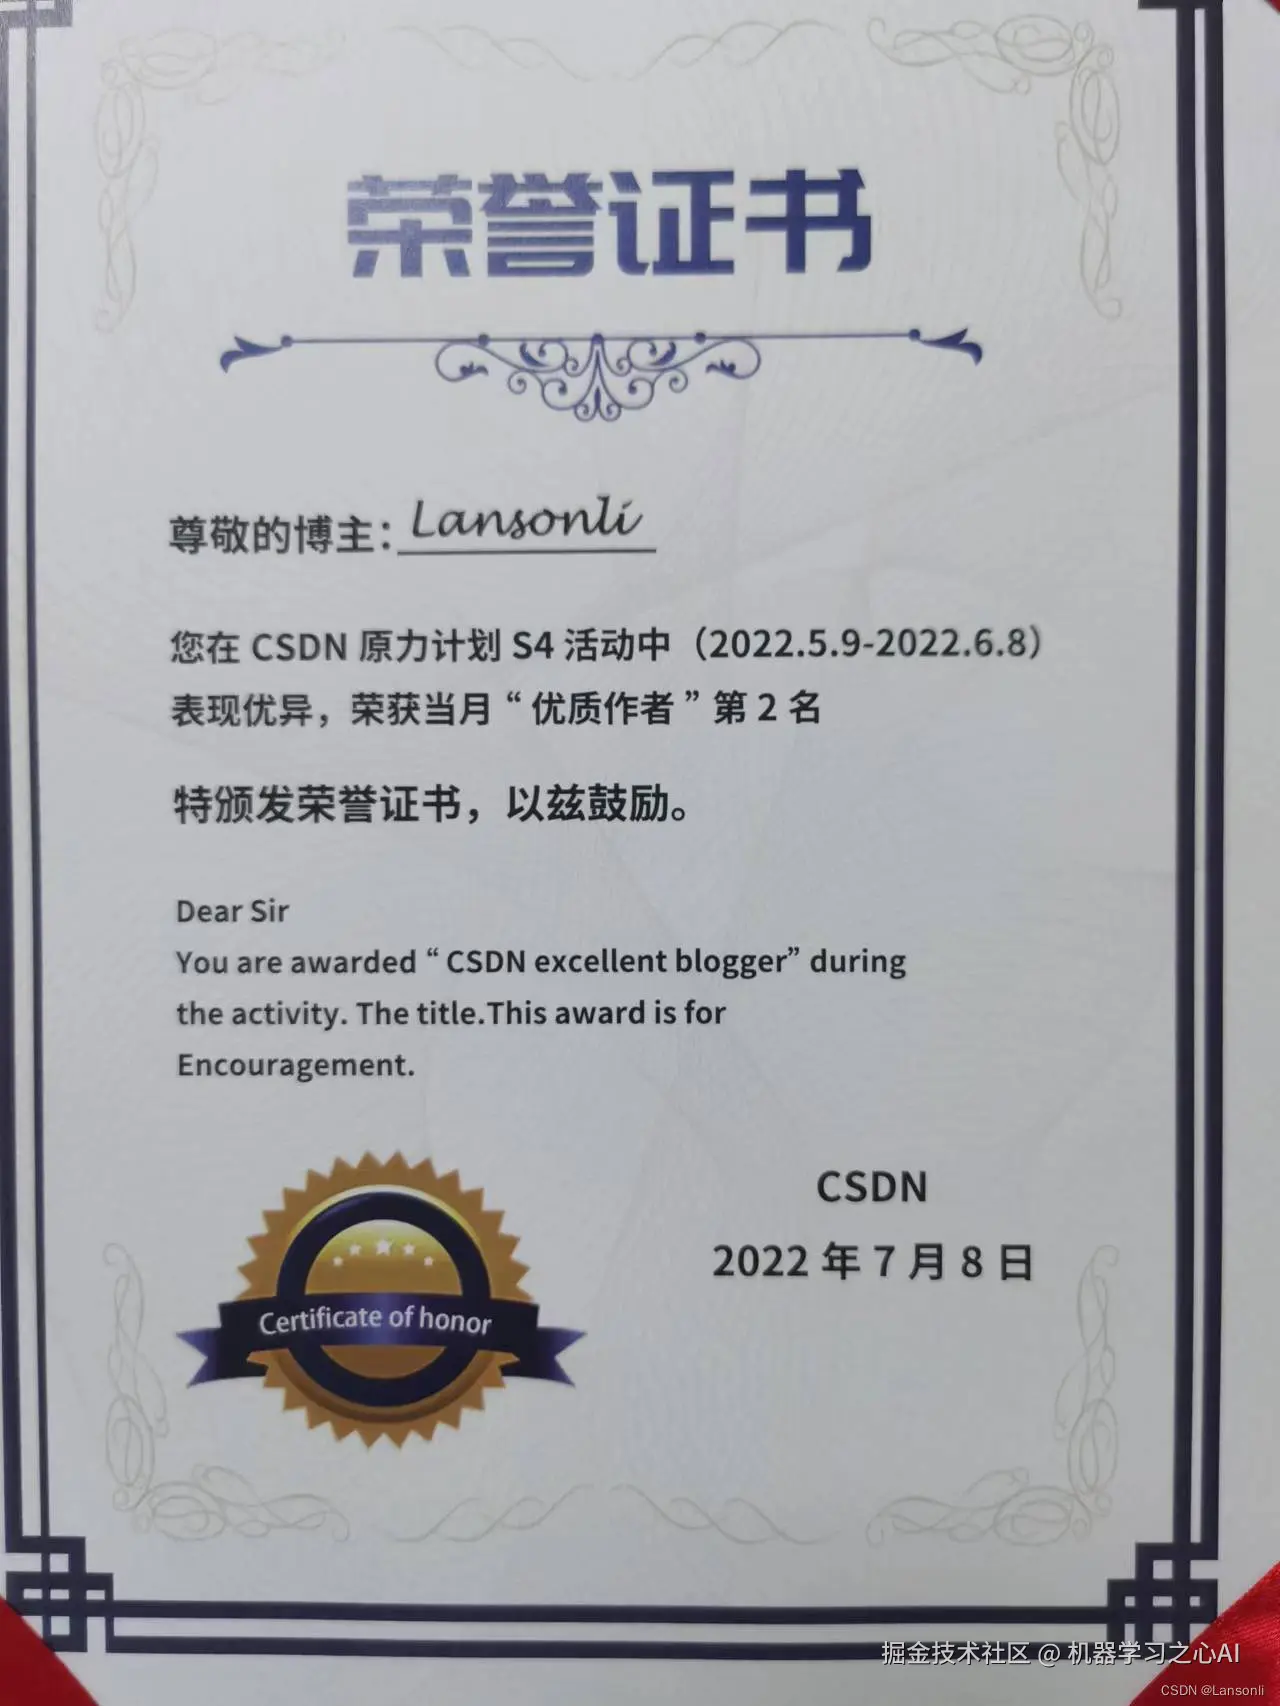 荣誉证书
尊敬的博主：Lansonli
您在 CSDN 原力计划 S4 活动中（2022.5.9-2022.6.8）
表现优异，荣获当月“优质作者”第 2 名
特颁发荣誉证书，以兹鼓励。
Dear Sir
You are awarded “ CSDN excellent blogger” during
the activity. The title.This award is for
Encouragement.
CSDN
2022 年 7 月 8 日
Certificate of honor
掘金技术社区 @ 机器学习之心AI
CSDN @Lansonli